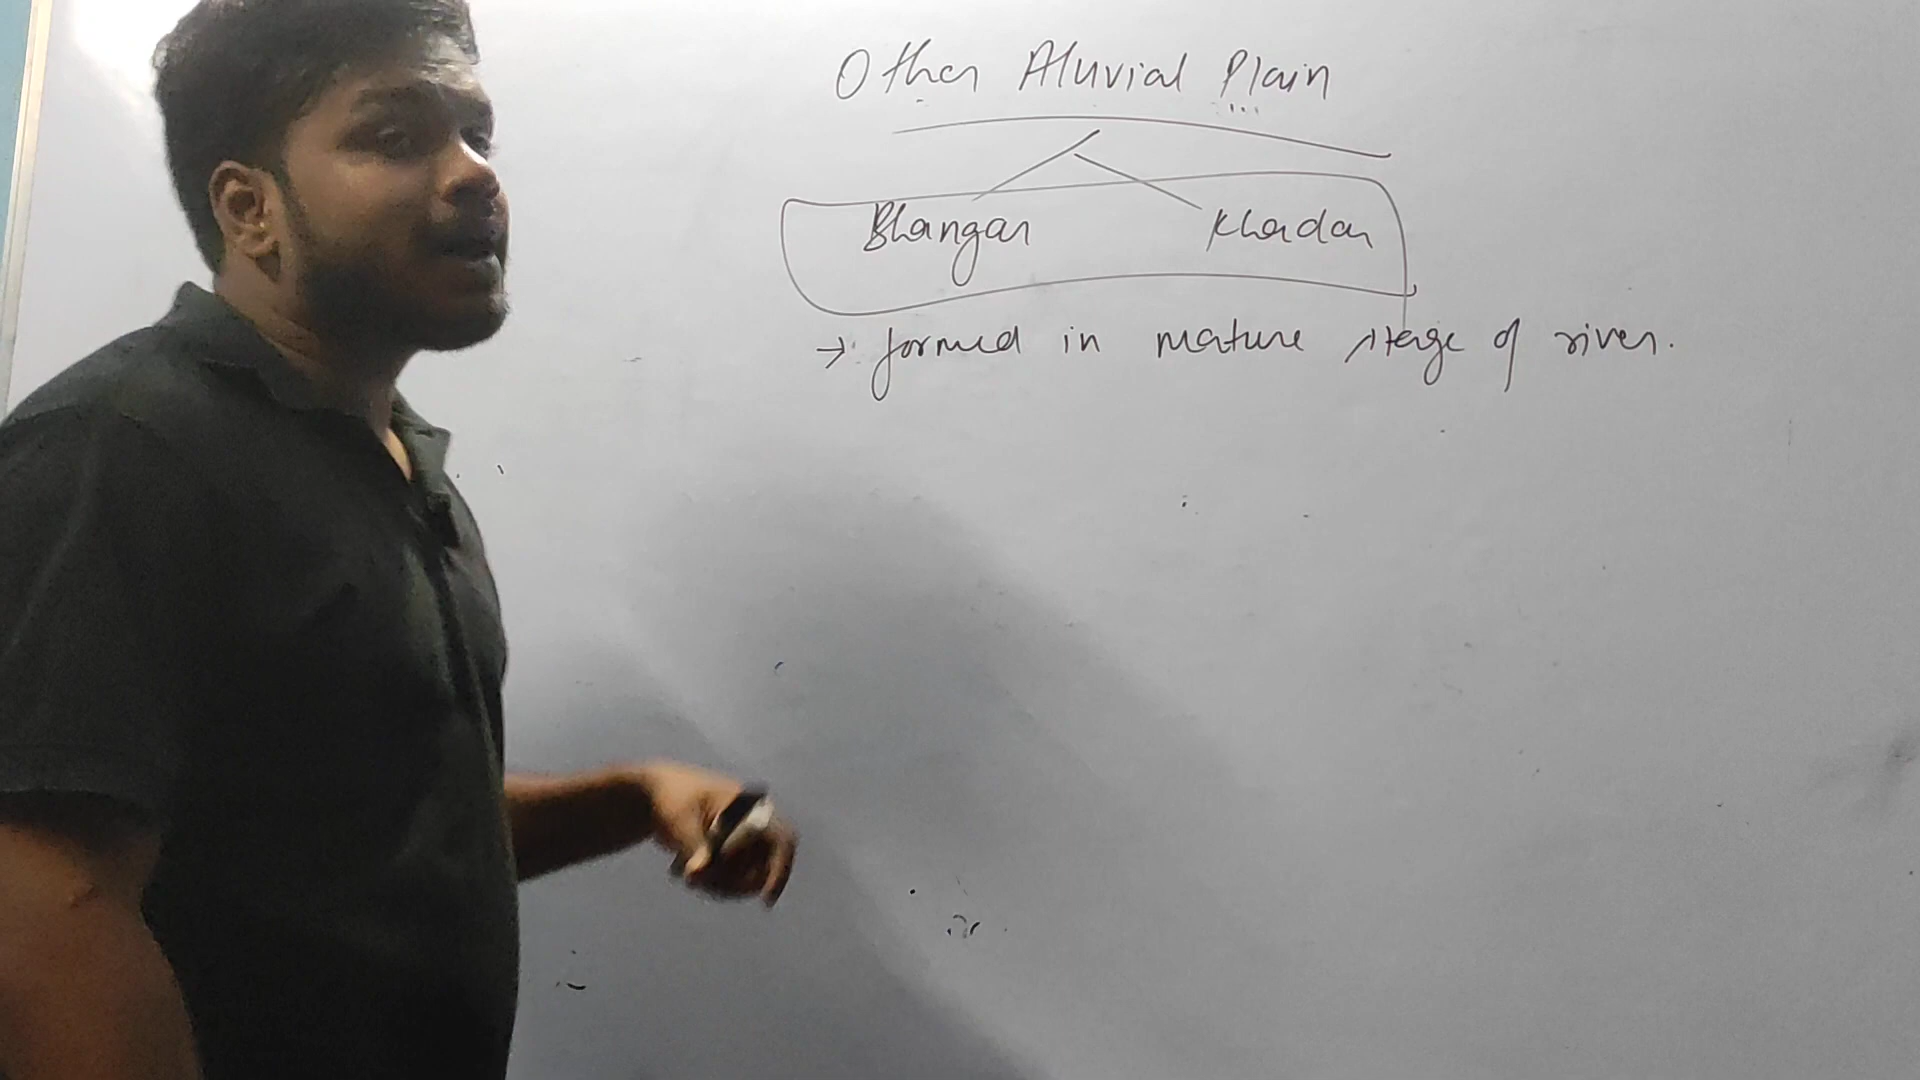 Other Aluvial Plain
Bhangar Khadar
→ formed in mature stage of river.